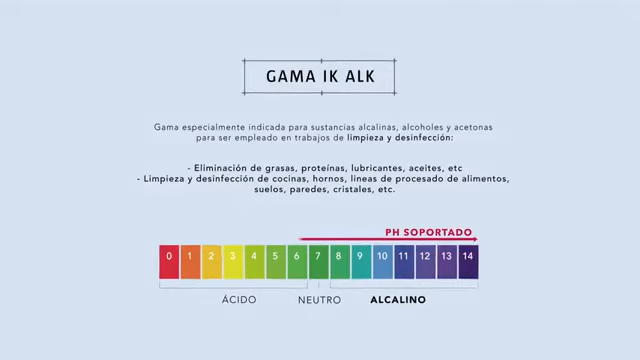 GAMA IK ALK
Gama especialmente indicada para sustancias alcalinas, alcoholes y acetonas
para ser empleado en trabajos de limpieza y desinfección:
- Eliminación de grasas, proteínas, lubricantes, aceites, etc
- Limpieza y desinfección de cocinas, hornos, lineas de procesado de alimentos,
suelos, paredes, cristales, etc.
PH SOPORTADO
0 1 2 3 4 5 6 7 8 9 10 11 12 13 14
ÁCIDO NEUTRO ALCALINO